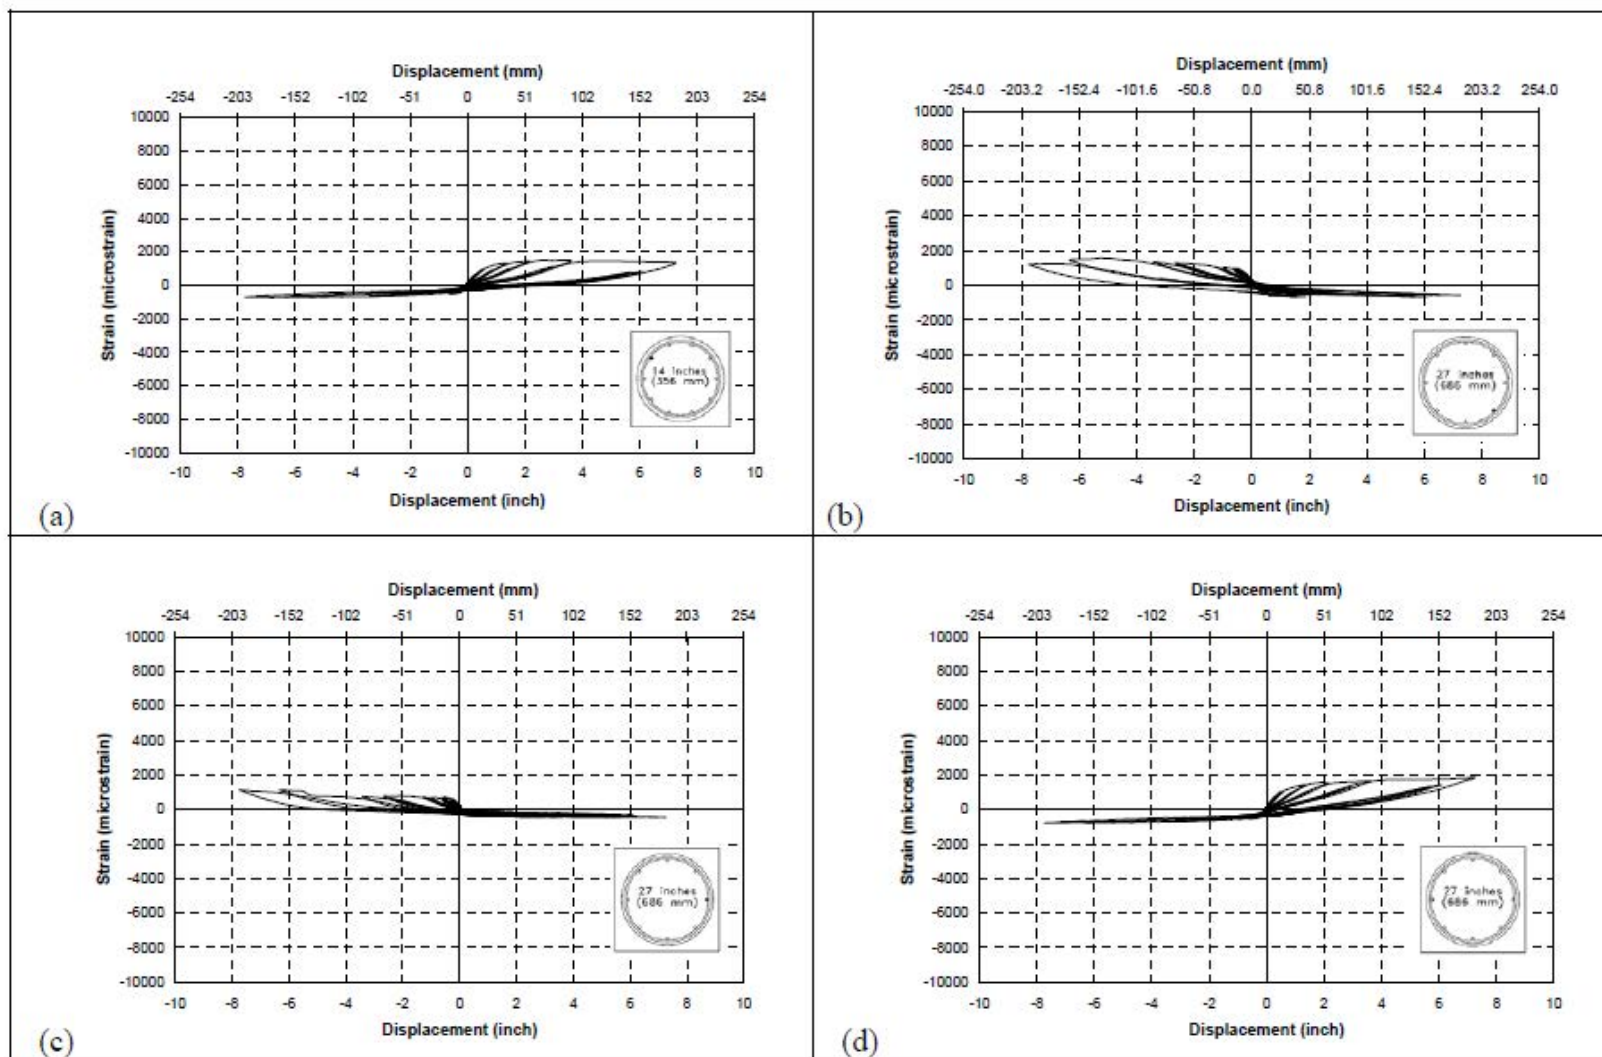 Displacement (mm)
-254 -203 -152 -102 -51 0 51 102 152 203 254
10000
8000
6000
4000
2000
0
-2000
-4000
-6000
-8000
-10000
Strain (microstrain)
14 inches
(356 mm)
-10 -8 -6 -4 -2 0 2 4 6 8 10
Displacement (inch)
(a)
Displacement (mm)
-254.0 -203.2 -152.4 -101.6 -50.8 0.0 50.8 101.6 152.4 203.2 254.0
10000
8000
6000
4000
2000
0
-2000
-4000
-6000
-8000
-10000
Strain (microstrain)
27 inches
(686 mm)
-10 -8 -6 -4 -2 0 2 4 6 8 10
Displacement (inch)
(b)
Displacement (mm)
-254 -203 -152 -102 -51 0 51 102 152 203 254
10000
8000
6000
4000
2000
0
-2000
-4000
-6000
-8000
-10000
Strain (microstrain)
27 inches
(686 mm)
-10 -8 -6 -4 -2 0 2 4 6 8 10
Displacement (inch)
(c)
Displacement (mm)
-254 -203 -152 -102 -51 0 51 102 152 203 254
10000
8000
6000
4000
2000
0
-2000
-4000
-6000
-8000
-10000
Strain (microstrain)
27 inches
(686 mm)
-10 -8 -6 -4 -2 0 2 4 6 8 10
Displacement (inch)
(d)